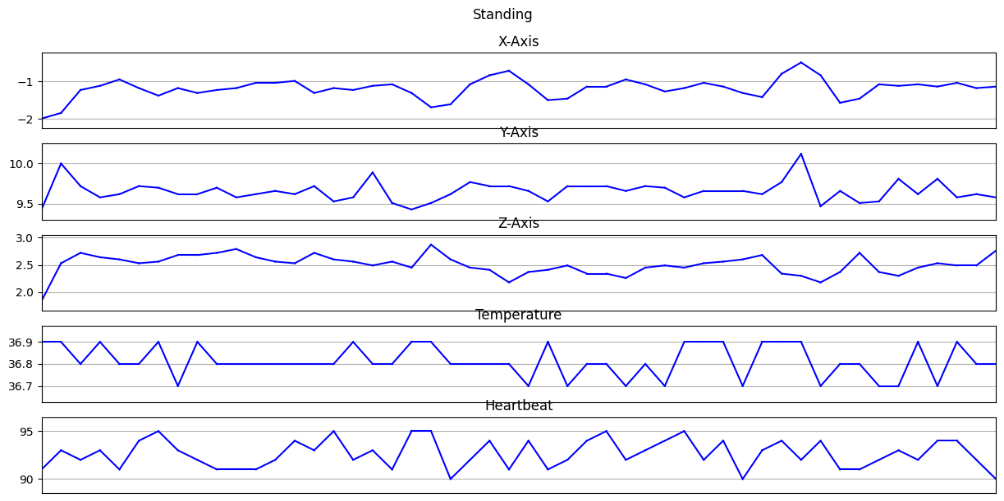 Standing
X-Axis
−1
−2
Y-Axis
10.0
9.5
Z-Axis
3.0
2.5
2.0
Temperature
36.9
36.8
36.7
Heartbeat
95
90